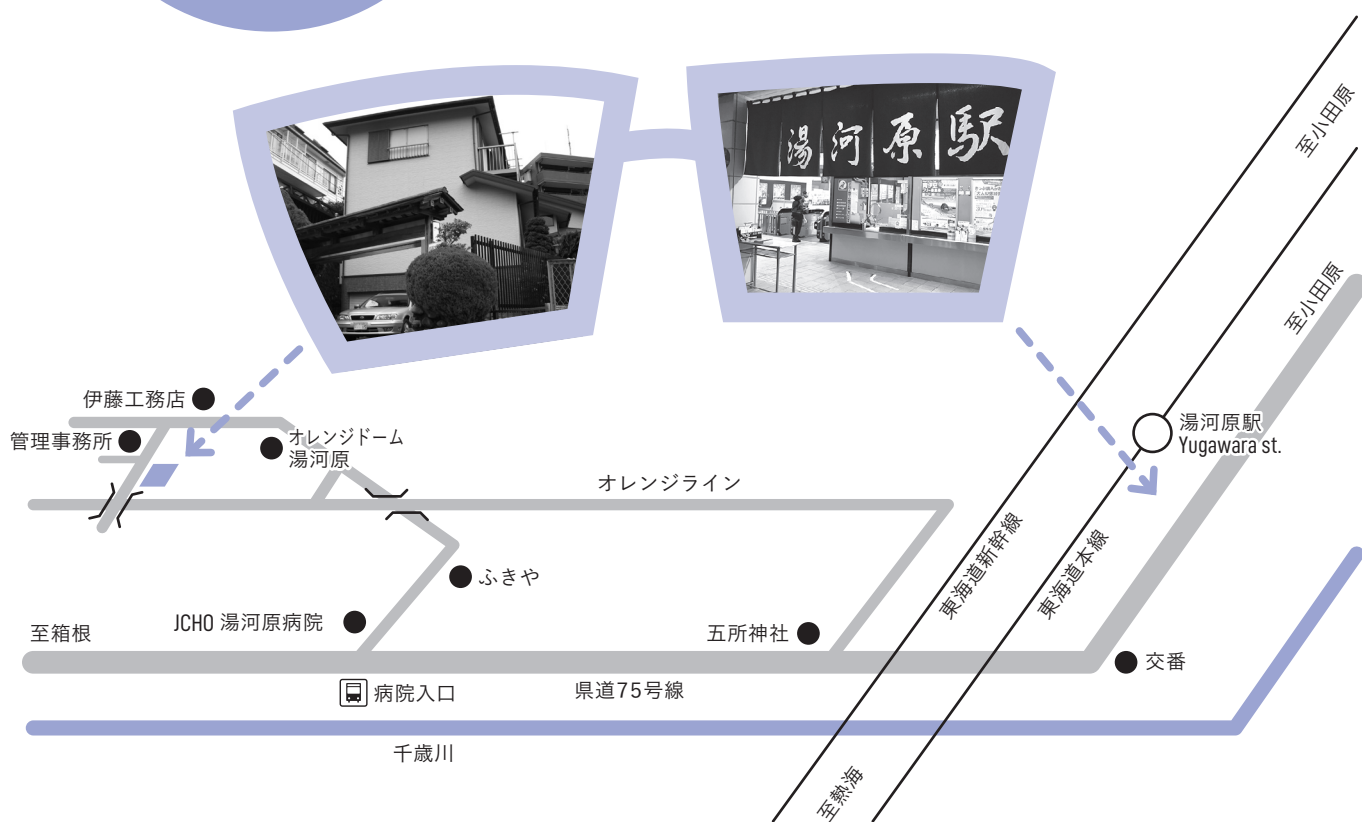 湯河原駅
至小田原
至小田原
伊藤工務店
管理事務所
オレンジドーム
湯河原
湯河原駅
Yugawara st.
オレンジライン
東海道新幹線
東海道本線
ふきや
JCHO 湯河原病院
五所神社
至箱根
交番
病院入口
県道75号線
千歳川
至熱海